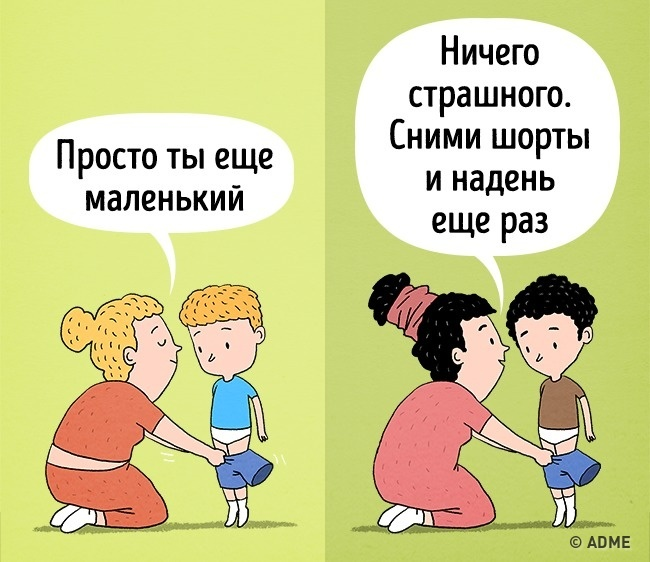 Просто ты еще
маленький
Ничего
страшного.
Сними шорты
и надень
еще раз
© ADME